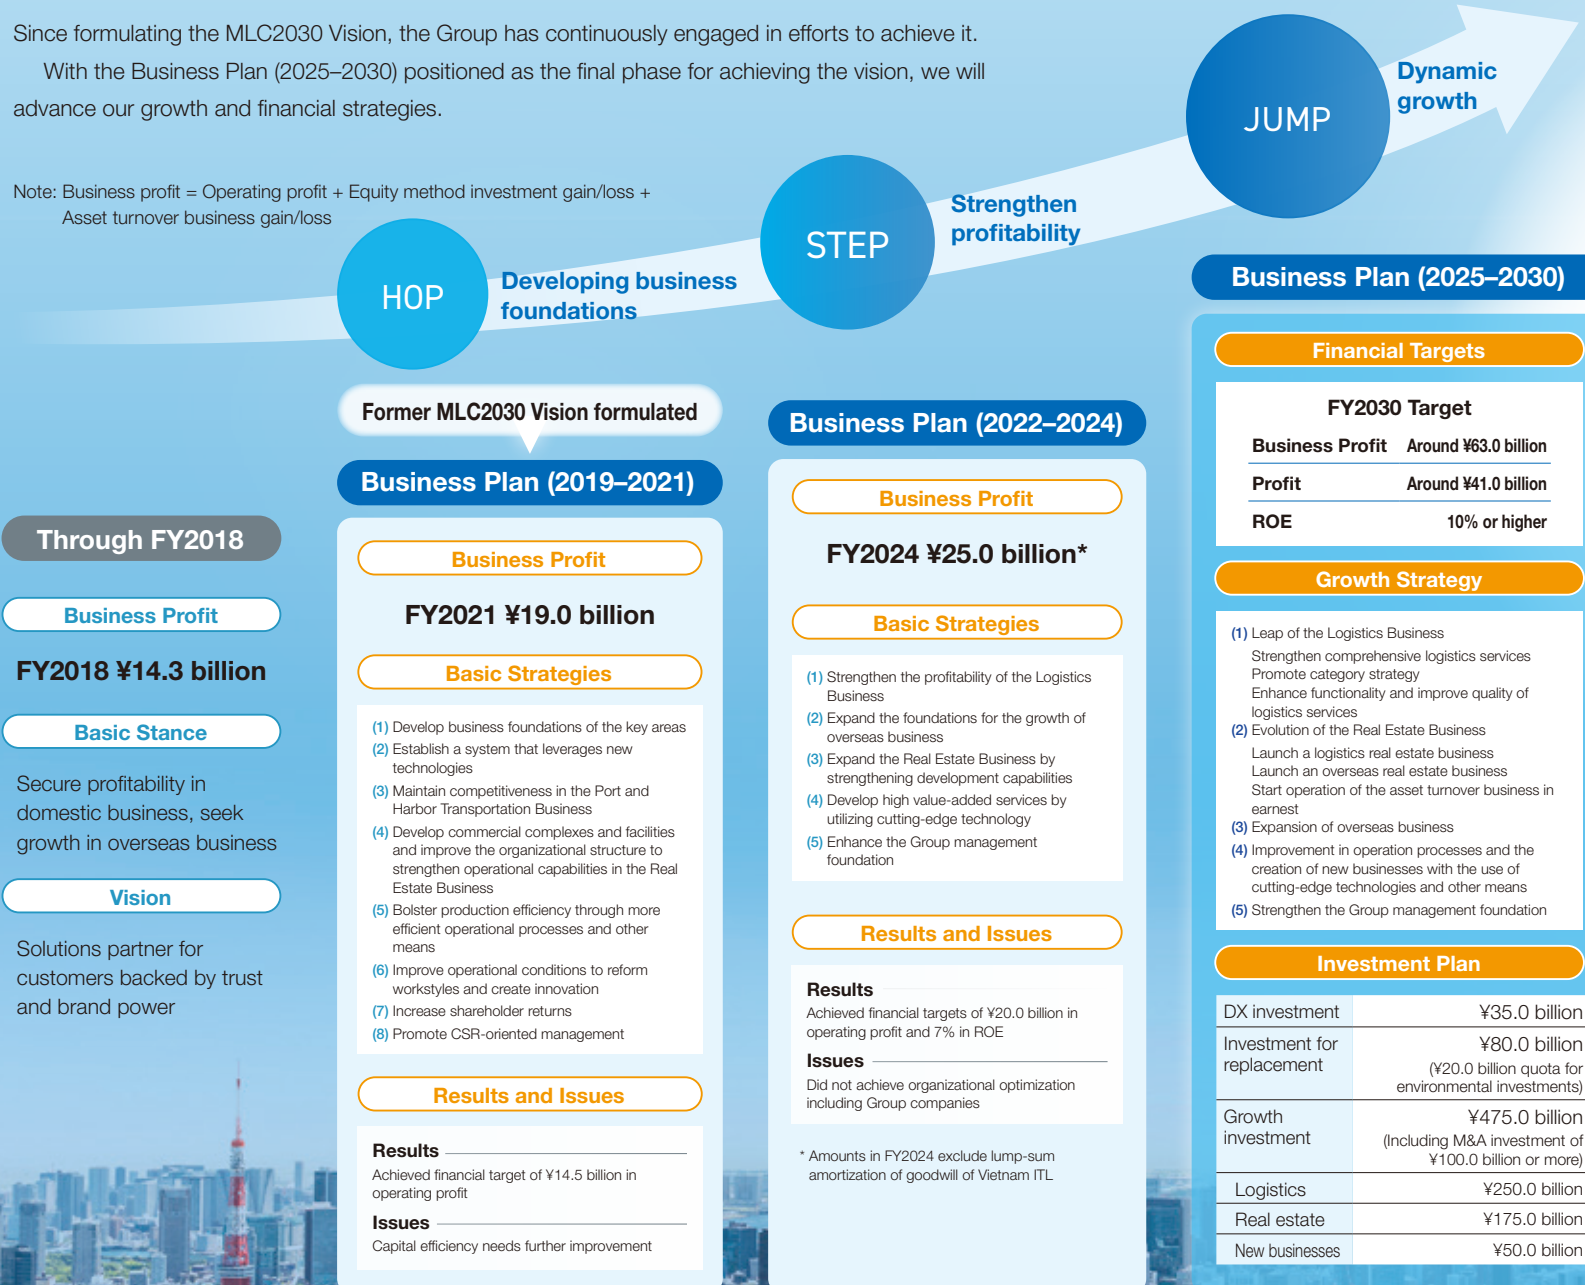 Since formulating the MLC2030 Vision, the Group has continuously engaged in efforts to achieve it.
With the Business Plan (2025–2030) positioned as the final phase for achieving the vision, we will
advance our growth and financial strategies.
Note: Business profit = Operating profit + Equity method investment gain/loss +
Asset turnover business gain/loss
HOP
Developing business
foundations
STEP
Strengthen
profitability
JUMP
Dynamic
growth
Through FY2018
Business Profit
FY2018 ¥14.3 billion
Basic Stance
Secure profitability in
domestic business, seek
growth in overseas business
Vision
Solutions partner for
customers backed by trust
and brand power
Former MLC2030 Vision formulated
Business Plan (2019–2021)
Business Profit
FY2021 ¥19.0 billion
Basic Strategies
(1) Develop business foundations of the key areas
(2) Establish a system that leverages new
technologies
(3) Maintain competitiveness in the Port and
Harbor Transportation Business
(4) Develop commercial complexes and facilities
and improve the organizational structure to
strengthen operational capabilities in the Real
Estate Business
(5) Bolster production efficiency through more
efficient operational processes and other
means
(6) Improve operational conditions to reform
workstyles and create innovation
(7) Increase shareholder returns
(8) Promote CSR-oriented management
Results and Issues
Results
Achieved financial target of ¥14.5 billion in
operating profit
Issues
Capital efficiency needs further improvement
Business Plan (2022–2024)
Business Profit
FY2024 ¥25.0 billion*
Basic Strategies
(1) Strengthen the profitability of the Logistics
Business
(2) Expand the foundations for the growth of
overseas business
(3) Expand the Real Estate Business by
strengthening development capabilities
(4) Develop high value-added services by
utilizing cutting-edge technology
(5) Enhance the Group management
foundation
Results and Issues
Results
Achieved financial targets of ¥20.0 billion in
operating profit and 7% in ROE
Issues
Did not achieve organizational optimization
including Group companies
* Amounts in FY2024 exclude lump-sum
amortization of goodwill of Vietnam ITL
Business Plan (2025–2030)
Financial Targets
FY2030 Target
Business Profit Around ¥63.0 billion
Profit Around ¥41.0 billion
ROE 10% or higher
Growth Strategy
(1) Leap of the Logistics Business
Strengthen comprehensive logistics services
Promote category strategy
Enhance functionality and improve quality of
logistics services
(2) Evolution of the Real Estate Business
Launch a logistics real estate business
Launch an overseas real estate business
Start operation of the asset turnover business in
earnest
(3) Expansion of overseas business
(4) Improvement in operation processes and the
creation of new businesses with the use of
cutting-edge technologies and other means
(5) Strengthen the Group management foundation
Investment Plan
DX investment ¥35.0 billion
Investment for ¥80.0 billion
replacement (¥20.0 billion quota for
environmental investments)
Growth ¥475.0 billion
investment (Including M&A investment of
¥100.0 billion or more)
Logistics ¥250.0 billion
Real estate ¥175.0 billion
New businesses ¥50.0 billion